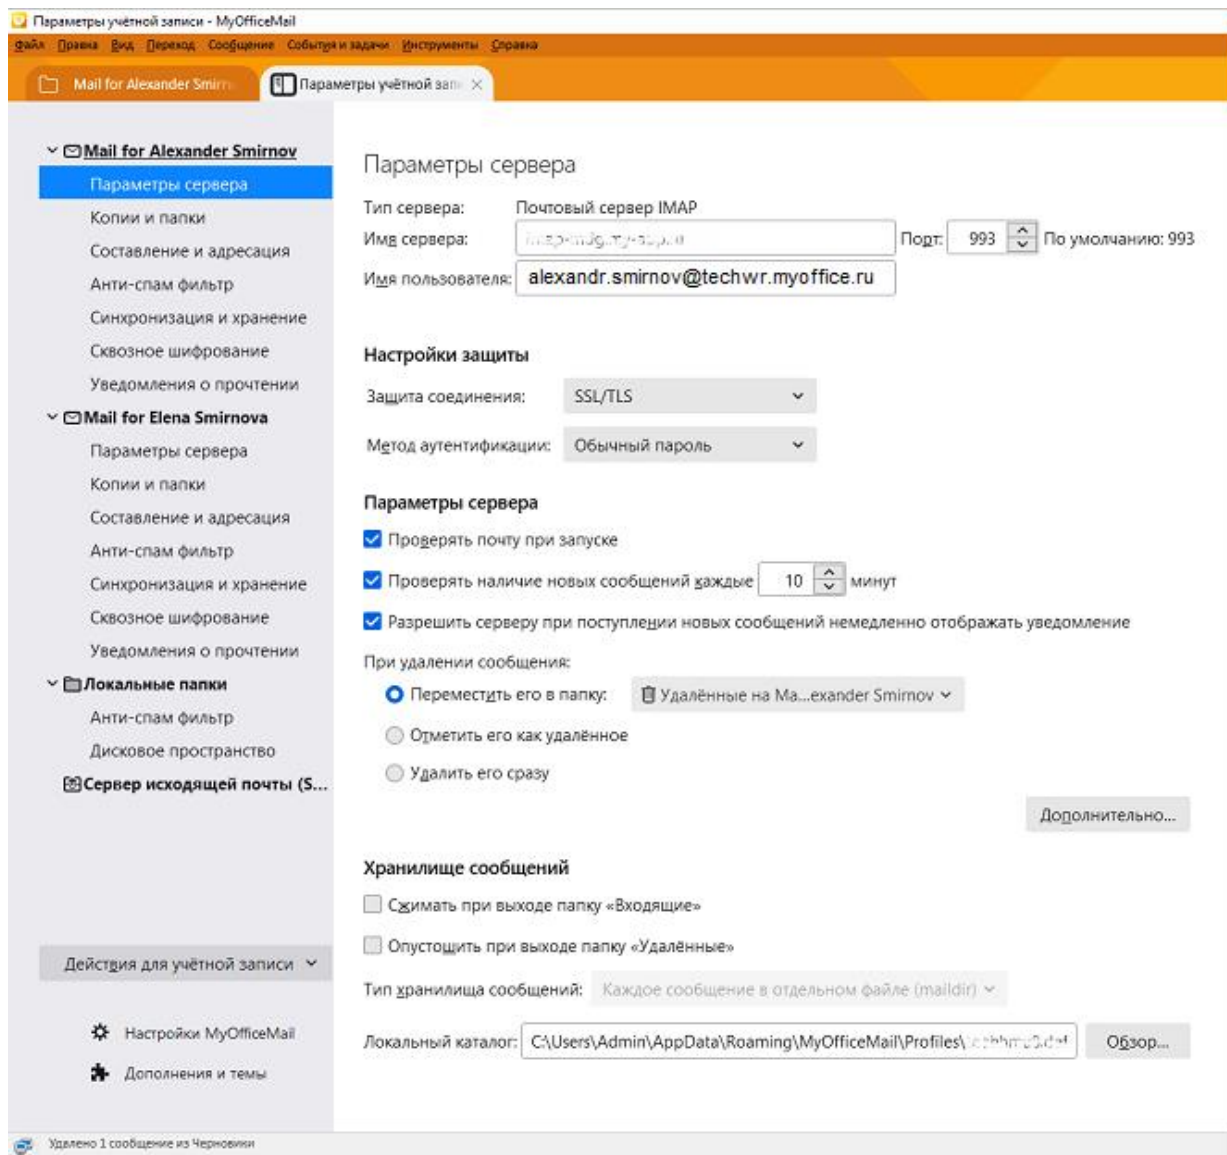 Параметры учётной записи - MyOfficeMail
Файл Правка Вид Переход Сообщение События и задачи Инструменты Справка
Mail for Alexander Smirn
Параметры учётной зап
Mail for Alexander Smirnov
Параметры сервера
Копии и папки
Составление и адресация
Анти-спам фильтр
Синхронизация и хранение
Сквозное шифрование
Уведомления о прочтении
Mail for Elena Smirnova
Параметры сервера
Копии и папки
Составление и адресация
Анти-спам фильтр
Синхронизация и хранение
Сквозное шифрование
Уведомления о прочтении
Локальные папки
Анти-спам фильтр
Дисковое пространство
Сервер исходящей почты (S...
Действия для учётной записи
Настройки MyOfficeMail
Дополнения и темы
Параметры сервера
Тип сервера: Почтовый сервер IMAP
Имя сервера: Порт: 993 По умолчанию: 993
Имя пользователя: alexandr.smirnov@techwr.myoffice.ru
Настройки защиты
Защита соединения: SSL/TLS
Метод аутентификации: Обычный пароль
Параметры сервера
Проверять почту при запуске
Проверять наличие новых сообщений каждые 10 минут
Разрешить серверу при поступлении новых сообщений немедленно отображать уведомление
При удалении сообщения:
Переместить его в папку: Удалённые на Ma...exander Smirnov
Отметить его как удалённое
Удалить его сразу
Дополнительно...
Хранилище сообщений
Сжимать при выходе папку «Входящие»
Опустошить при выходе папку «Удалённые»
Тип хранилища сообщений: Каждое сообщение в отдельном файле (maildir)
Локальный каталог: C:\Users\Admin\AppData\Roaming\MyOfficeMail\Profiles\ Обзор...
Удалено 1 сообщение из Черновики